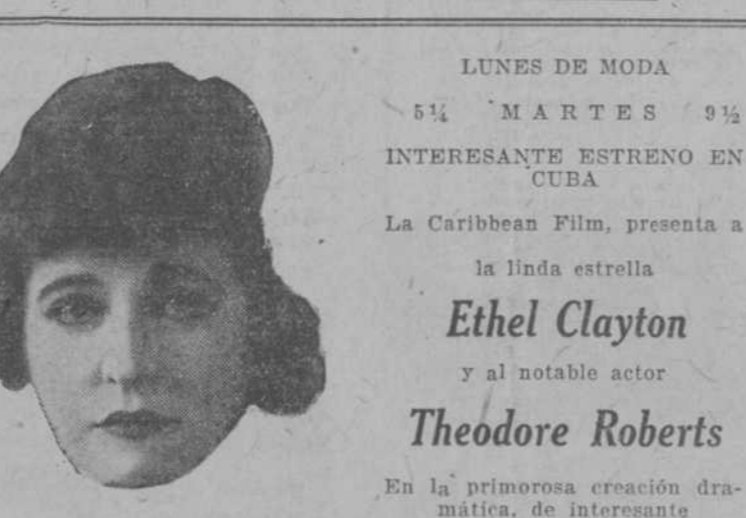 LUNES DE MODA
5¼ MARTES 9½
INTERESANTE ESTRENO EN
CUBA
La Caribbean Film, presenta a
la linda estrella
Ethel Clayton
y al notable actor
Theodore Roberts
En la primorosa creación dra-
mática, de interesante